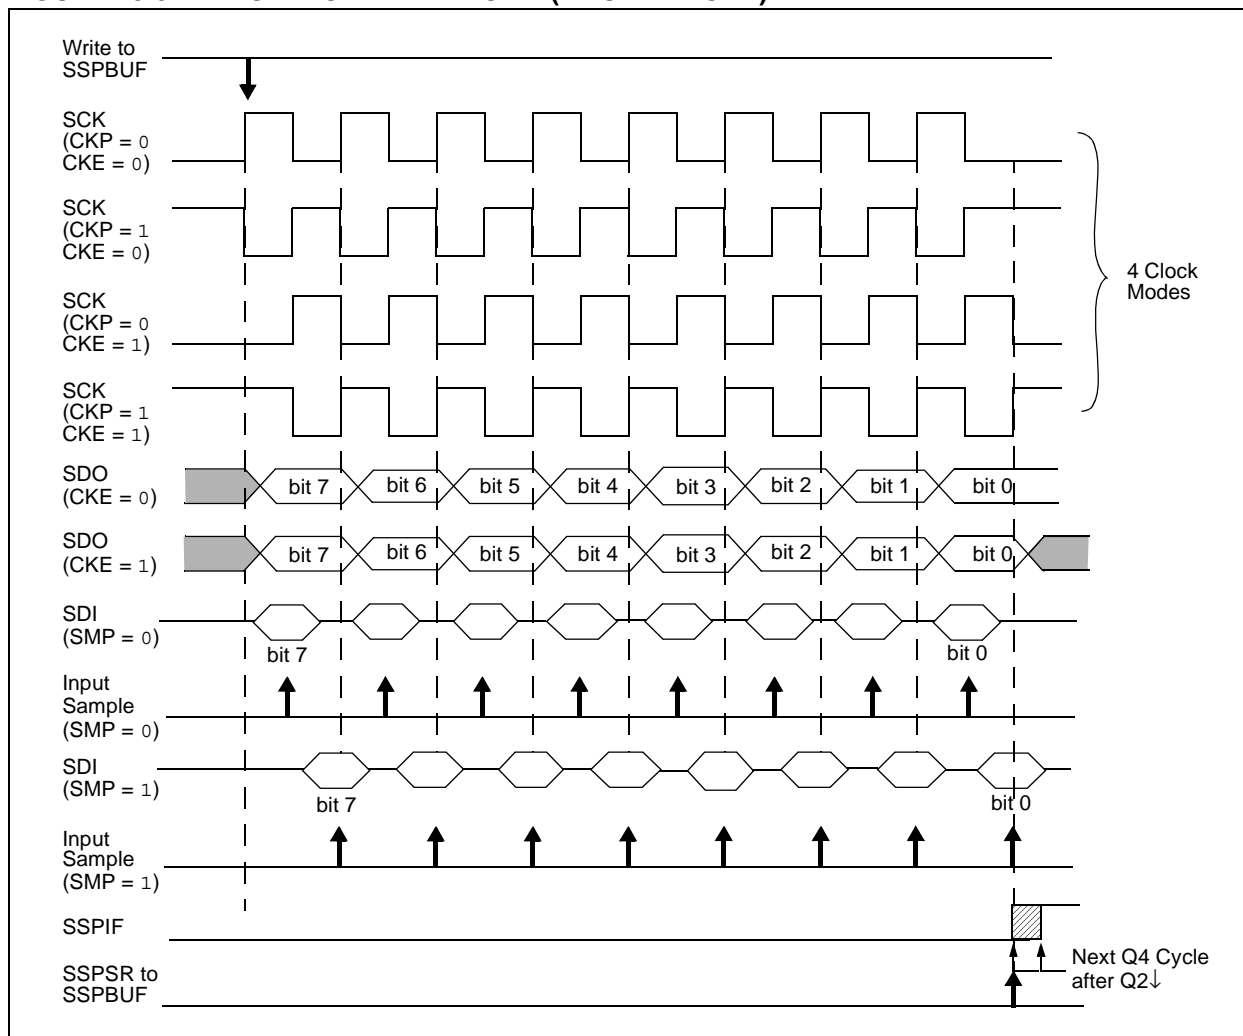 Write to
SSPBUF
SCK
(CKP = 0
CKE = 0)
SCK
(CKP = 1
CKE = 0)
SCK
(CKP = 0
CKE = 1)
4 Clock
Modes
SCK
(CKP = 1
CKE = 1)
SDO
(CKE = 0)
bit 7 bit 6 bit 5 bit 4 bit 3 bit 2 bit 1 bit 0
SDO
(CKE = 1)
bit 7 bit 6 bit 5 bit 4 bit 3 bit 2 bit 1 bit 0
SDI
(SMP = 0)
bit 7 bit 0
Input
Sample
(SMP = 0)
SDI
(SMP = 1)
bit 7 bit 0
Input
Sample
(SMP = 1)
SSPIF
SSPSR to
SSPBUF
Next Q4 Cycle
after Q2↓